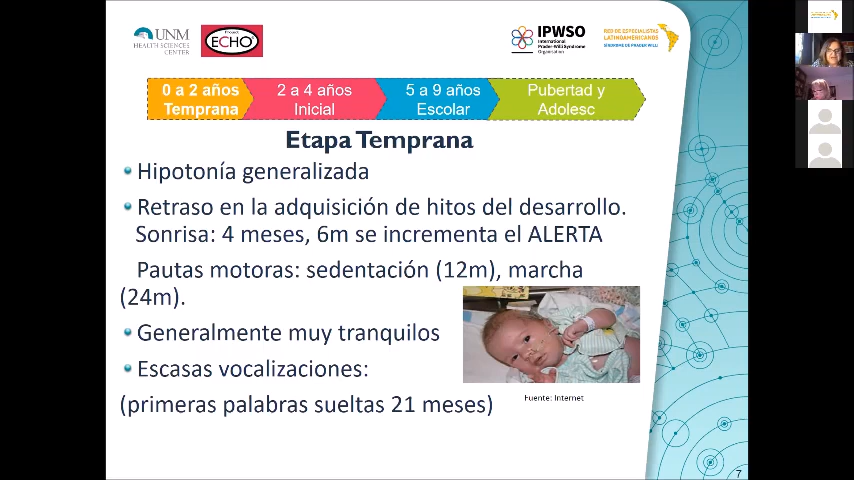 UNM
HEALTH SCIENCES
CENTER
Project
ECHO
IPWSO
International
Prader-Willi Syndrome
Organisation
RED DE ESPECIALISTAS
LATINOAMERICANOS
SÍNDROME DE PRADER WILLI
0 a 2 años
Temprana
2 a 4 años
Inicial
5 a 9 años
Escolar
Pubertad y
Adolesc
Etapa Temprana
Hipotonía generalizada
Retraso en la adquisición de hitos del desarrollo.
Sonrisa: 4 meses, 6m se incrementa el ALERTA
Pautas motoras: sedentación (12m), marcha
(24m).
Generalmente muy tranquilos
Escasas vocalizaciones:
(primeras palabras sueltas 21 meses)
Fuente: Internet
7